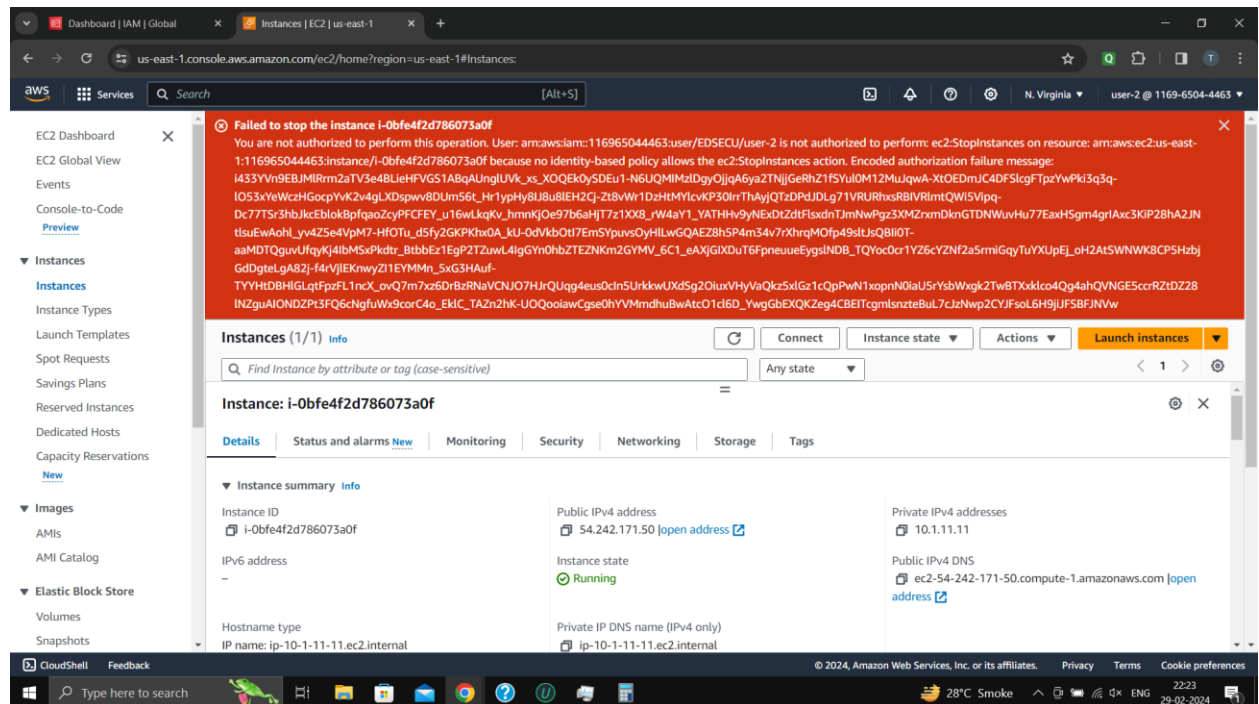 Dashboard | IAM | Global
Instances | EC2 | us-east-1
us-east-1.console.aws.amazon.com/ec2/home?region=us-east-1#Instances:
aws
Services
Search
[Alt+S]
N. Virginia
user-2 @ 1169-6504-4463
EC2 Dashboard
EC2 Global View
Events
Console-to-Code
Preview
Instances
Instances
Instance Types
Launch Templates
Spot Requests
Savings Plans
Reserved Instances
Dedicated Hosts
Capacity Reservations
New
Images
AMIs
AMI Catalog
Elastic Block Store
Volumes
Snapshots
Failed to stop the instance i-0bfe4f2d786073a0f
You are not authorized to perform this operation. User: arn:aws:iam::116965044463:user/EDSECU/user-2 is not authorized to perform: ec2:StopInstances on resource: arn:aws:ec2:us-east-
1:116965044463:instance/i-0bfe4f2d786073a0f because no identity-based policy allows the ec2:StopInstances action. Encoded authorization failure message:
Instances (1/1) Info
Connect
Instance state
Actions
Launch instances
Find Instance by attribute or tag (case-sensitive)
Any state
1
Instance: i-0bfe4f2d786073a0f
Details
Status and alarms New
Monitoring
Security
Networking
Storage
Tags
Instance summary Info
Instance ID
i-0bfe4f2d786073a0f
Public IPv4 address
54.242.171.50 |open address
Private IPv4 addresses
10.1.11.11
IPv6 address
–
Instance state
Running
Public IPv4 DNS
ec2-54-242-171-50.compute-1.amazonaws.com |open
address
Hostname type
IP name: ip-10-1-11-11.ec2.internal
Private IP DNS name (IPv4 only)
ip-10-1-11-11.ec2.internal
CloudShell
Feedback
© 2024, Amazon Web Services, Inc. or its affiliates.
Privacy
Terms
Cookie preferences
Type here to search
28°C Smoke
ENG
22:23
29-02-2024